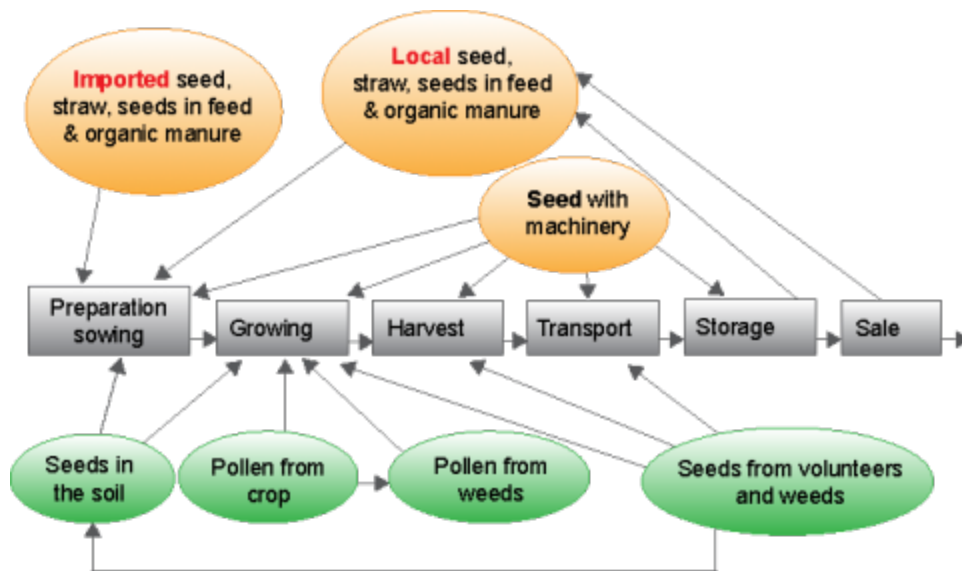 Imported seed,
straw, seeds in feed
& organic manure
Local seed,
straw, seeds in feed
& organic manure
Seed with
machinery
Preparation
sowing
Growing
Harvest
Transport
Storage
Sale
Seeds in
the soil
Pollen from
crop
Pollen from
weeds
Seeds from volunteers
and weeds